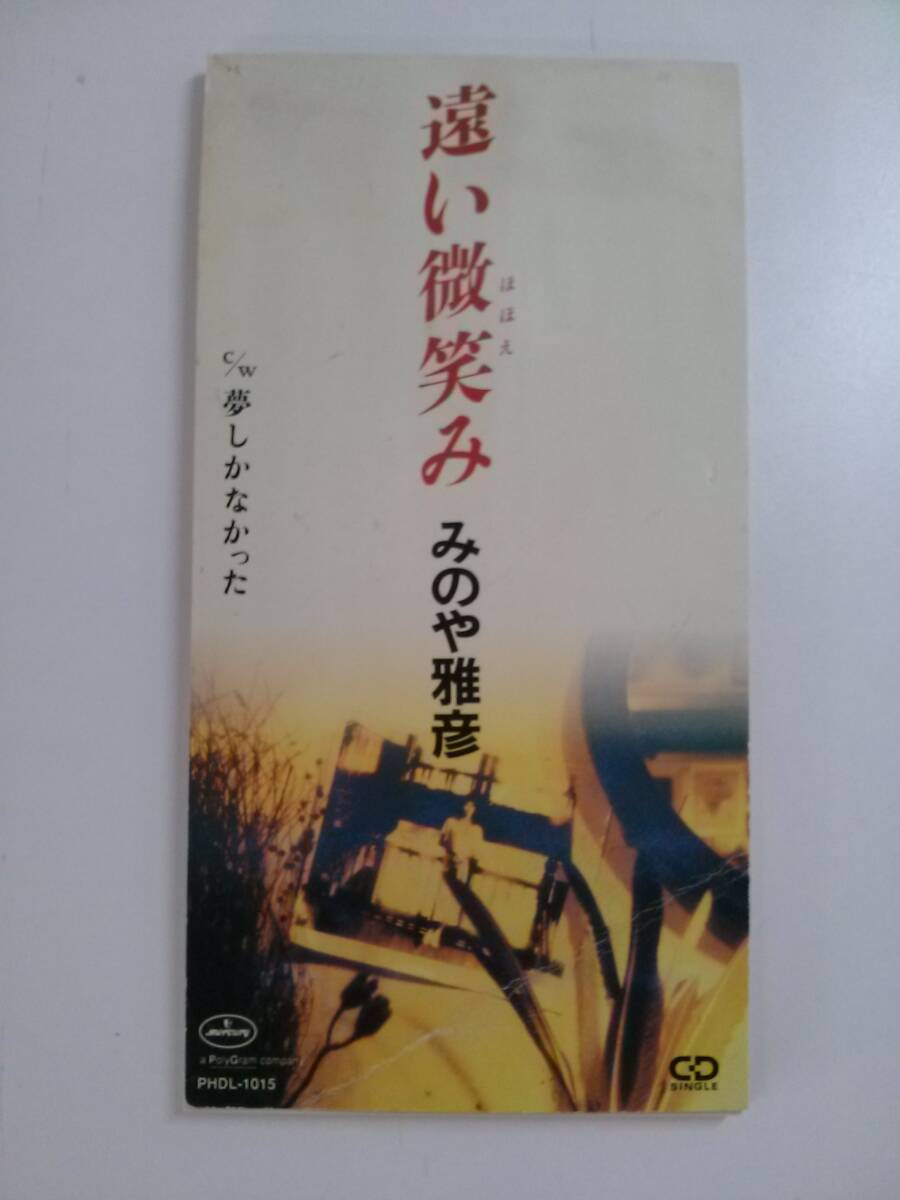 遠い微笑み
ほほえ
みのや雅彦
c/w 夢しかなかった
mercury
a PolyGram company
PHDL-1015
CD
SINGLE